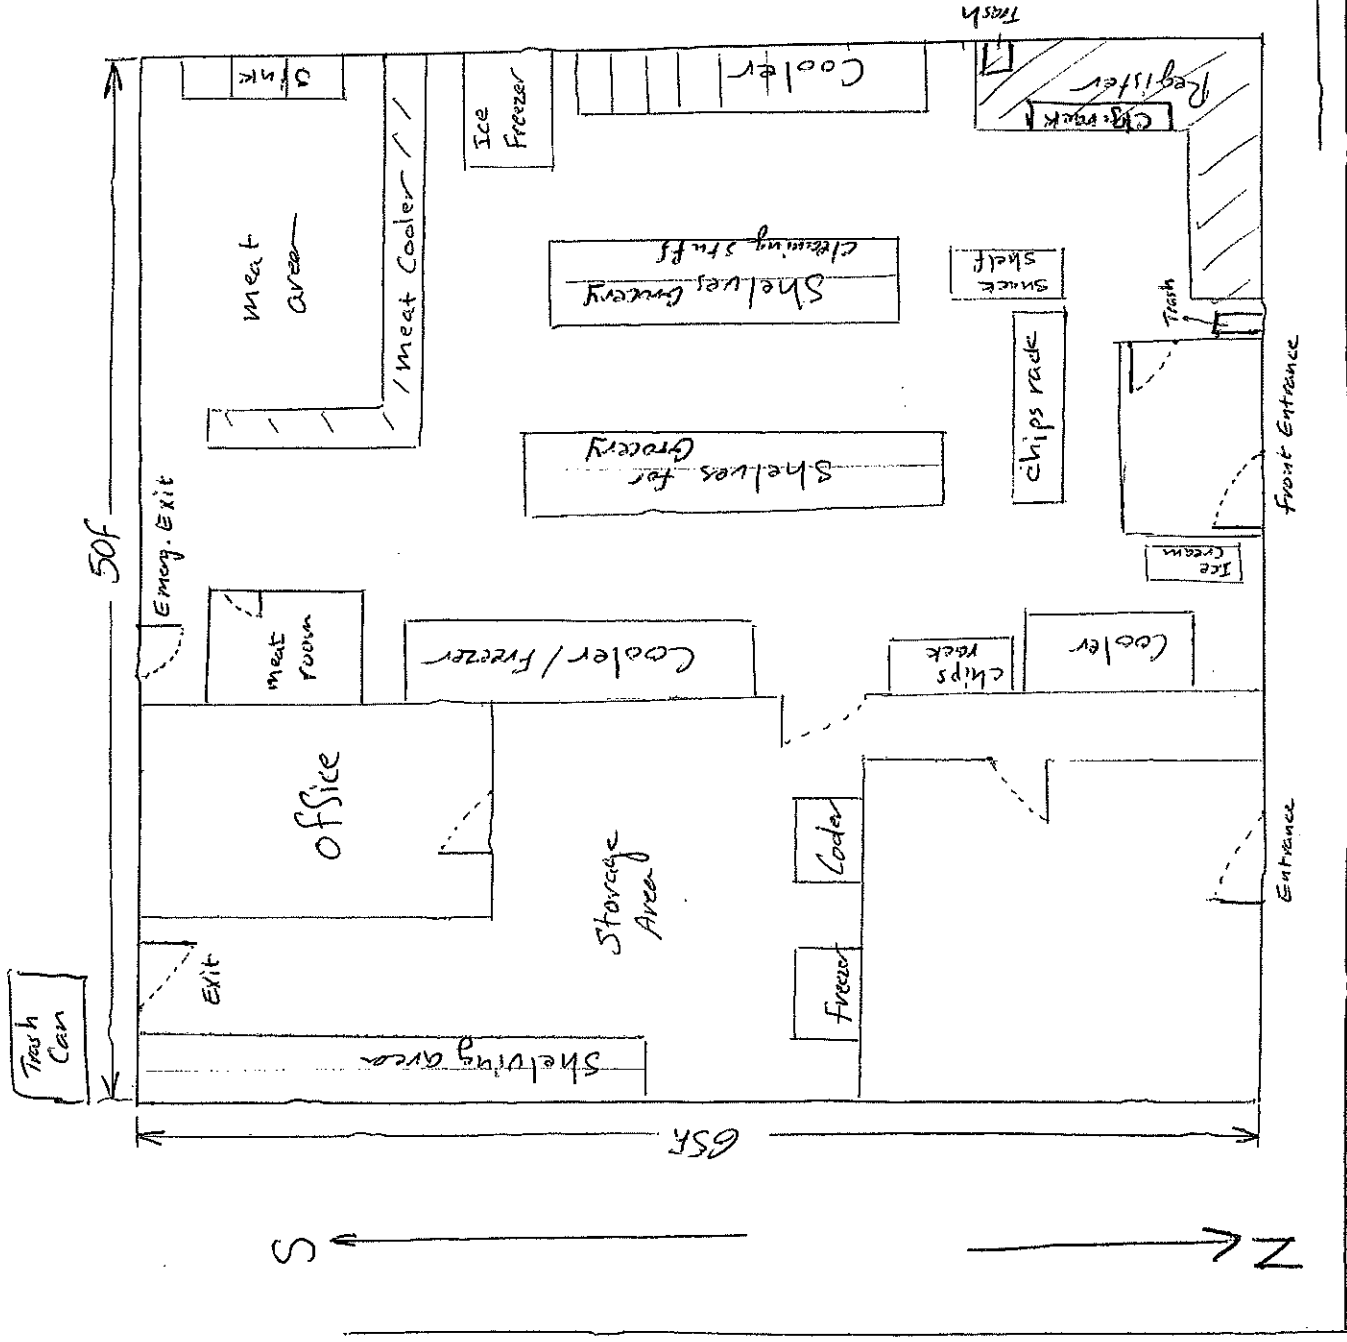 Trash
S
i
n
k
Ice
Freezer
Cooler
Register
Cig. rack
meat
area
/ meat Cooler / /
Cleaning stuff
Shelves Grocery
snack
shelf
Trash
chips rack
Shelves for
Grocery
50f
Emerg. Exit
Front Entrance
Ice
Cream
meat
room
Cooler / Freezer
chips
rack
Cooler
Office
Storage
Area
Cooler
Entrance
Exit
Freezer
Trash
Can
Shelving area
65f
S
N